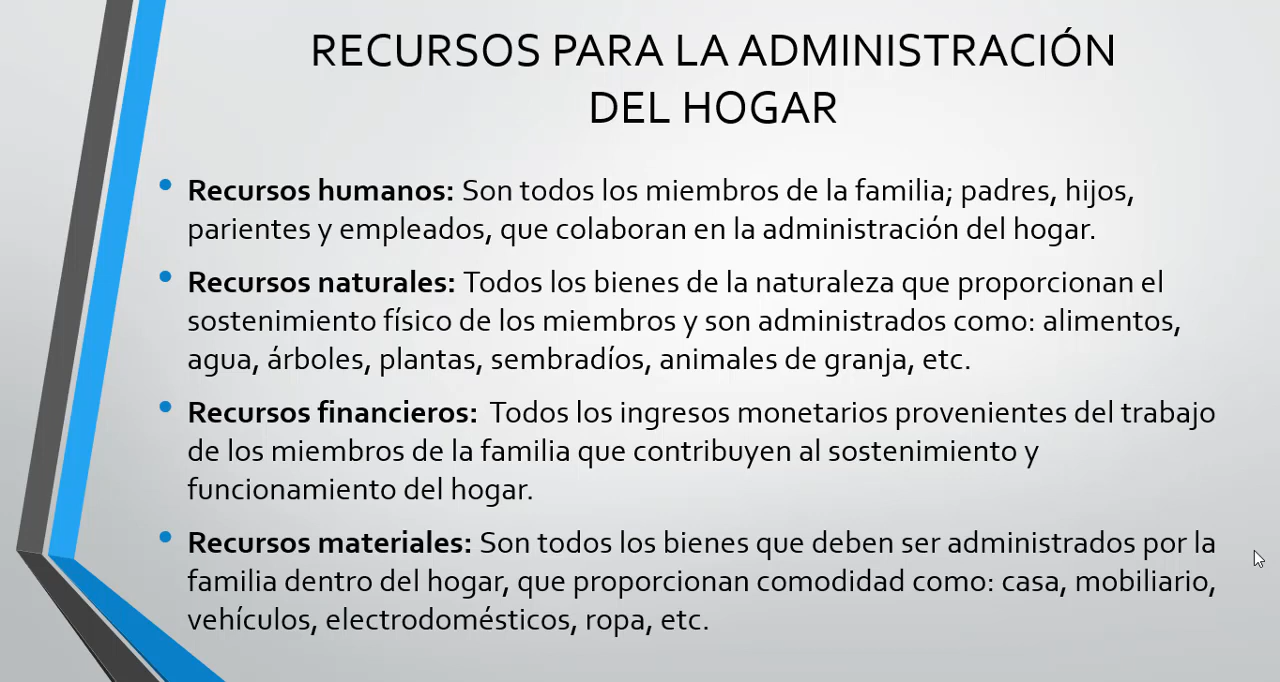 RECURSOS PARA LA ADMINISTRACIÓN
DEL HOGAR
• Recursos humanos: Son todos los miembros de la familia; padres, hijos,
parientes y empleados, que colaboran en la administración del hogar.
• Recursos naturales: Todos los bienes de la naturaleza que proporcionan el
sostenimiento físico de los miembros y son administrados como: alimentos,
agua, árboles, plantas, sembradíos, animales de granja, etc.
• Recursos financieros:  Todos los ingresos monetarios provenientes del trabajo
de los miembros de la familia que contribuyen al sostenimiento y
funcionamiento del hogar.
• Recursos materiales: Son todos los bienes que deben ser administrados por la
familia dentro del hogar, que proporcionan comodidad como: casa, mobiliario,
vehículos, electrodomésticos, ropa, etc.